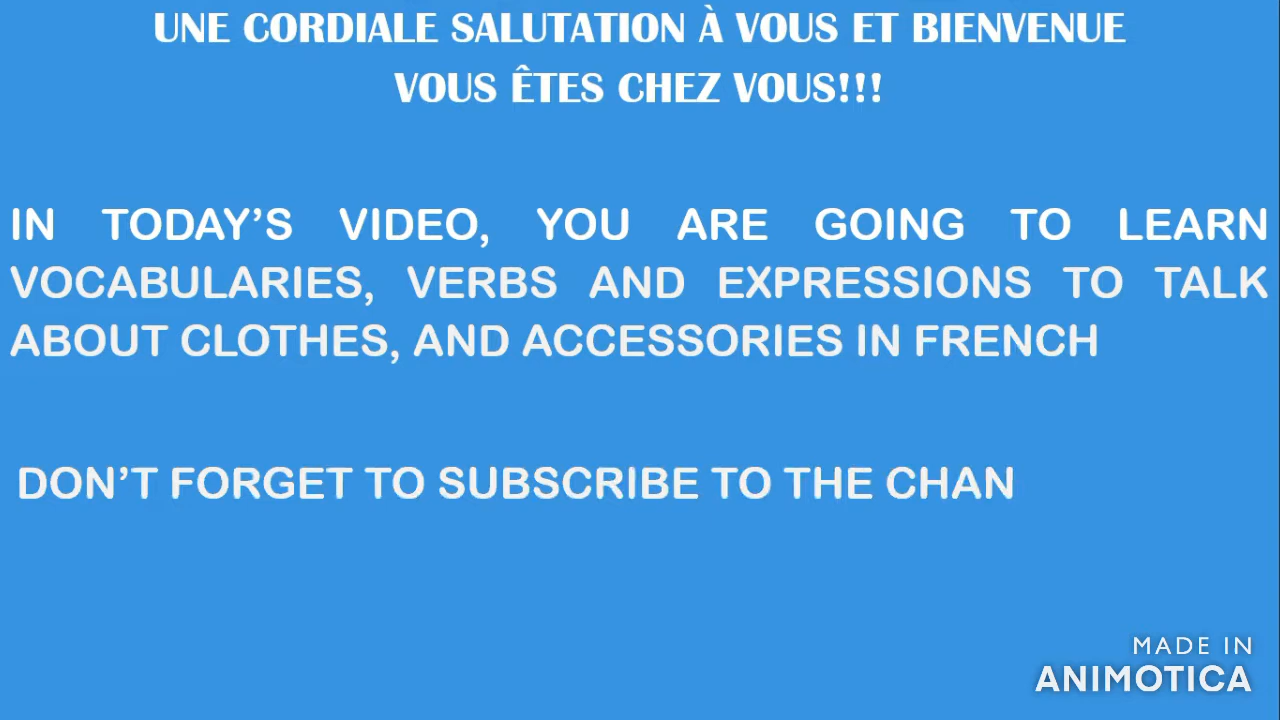 UNE CORDIALE SALUTATION À VOUS ET BIENVENUE
VOUS ÊTES CHEZ VOUS!!!
IN TODAY’S VIDEO, YOU ARE GOING TO LEARN
VOCABULARIES, VERBS AND EXPRESSIONS TO TALK
ABOUT CLOTHES, AND ACCESSORIES IN FRENCH
DON’T FORGET TO SUBSCRIBE TO THE CHAN
MADE IN
ANIMOTICA